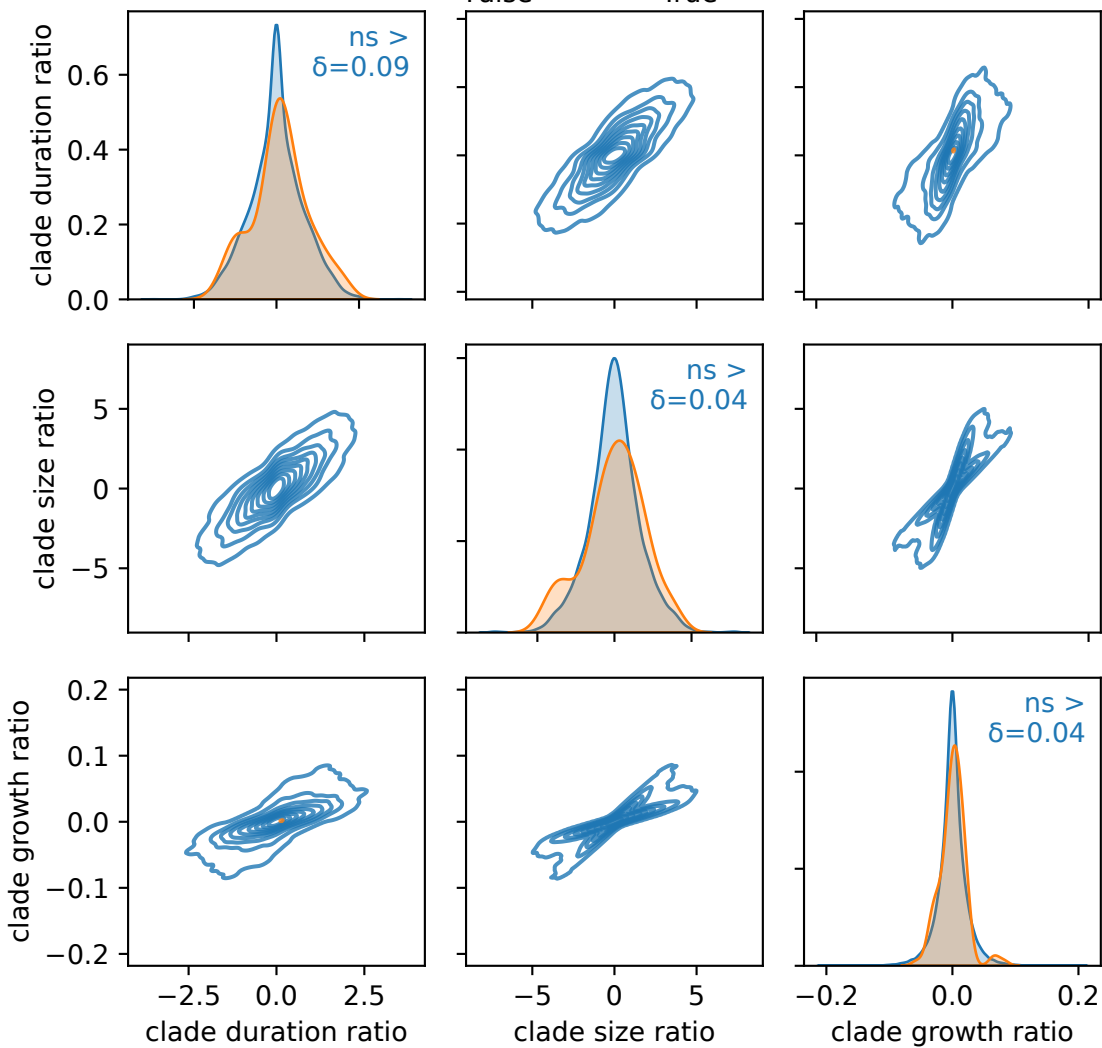 clade duration ratio
0.6
0.4
0.2
0.0
ns >
δ=0.09
clade size ratio
5
0
−5
ns >
δ=0.04
clade growth ratio
0.2
0.1
0.0
−0.1
−0.2
ns >
δ=0.04
−2.5 0.0 2.5
−5 0 5
−0.2 0.0 0.2
clade duration ratio
clade size ratio
clade growth ratio